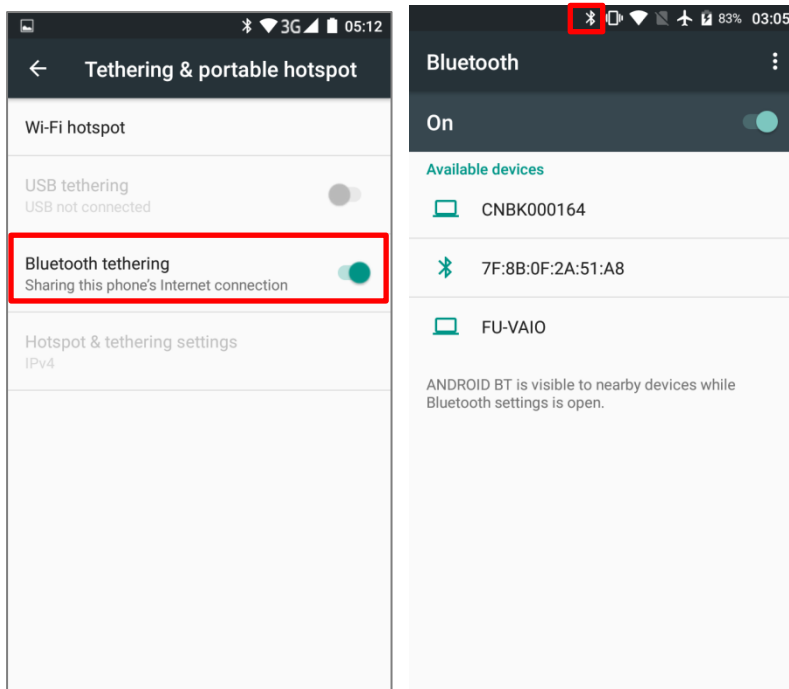 3G 05:12
Tethering & portable hotspot
Wi-Fi hotspot
USB tethering
USB not connected
Bluetooth tethering
Sharing this phone's Internet connection
Hotspot & tethering settings
IPv4
83% 03:05
Bluetooth
On
Available devices
CNBK000164
7F:8B:0F:2A:51:A8
FU-VAIO
ANDROID BT is visible to nearby devices while
Bluetooth settings is open.